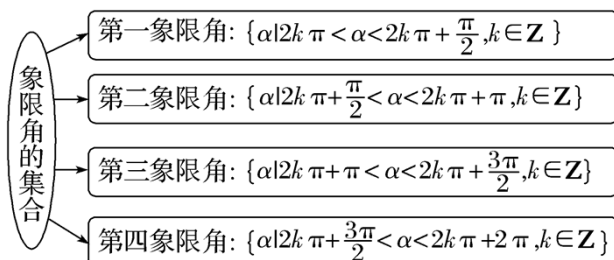 象限角的集合
第一象限角: {α|2kπ<α<2kπ+π/2,k∈Z}
第二象限角: {α|2kπ+π/2<α<2kπ+π,k∈Z}
第三象限角: {α|2kπ+π<α<2kπ+3π/2,k∈Z}
第四象限角: {α|2kπ+3π/2<α<2kπ+2π,k∈Z}